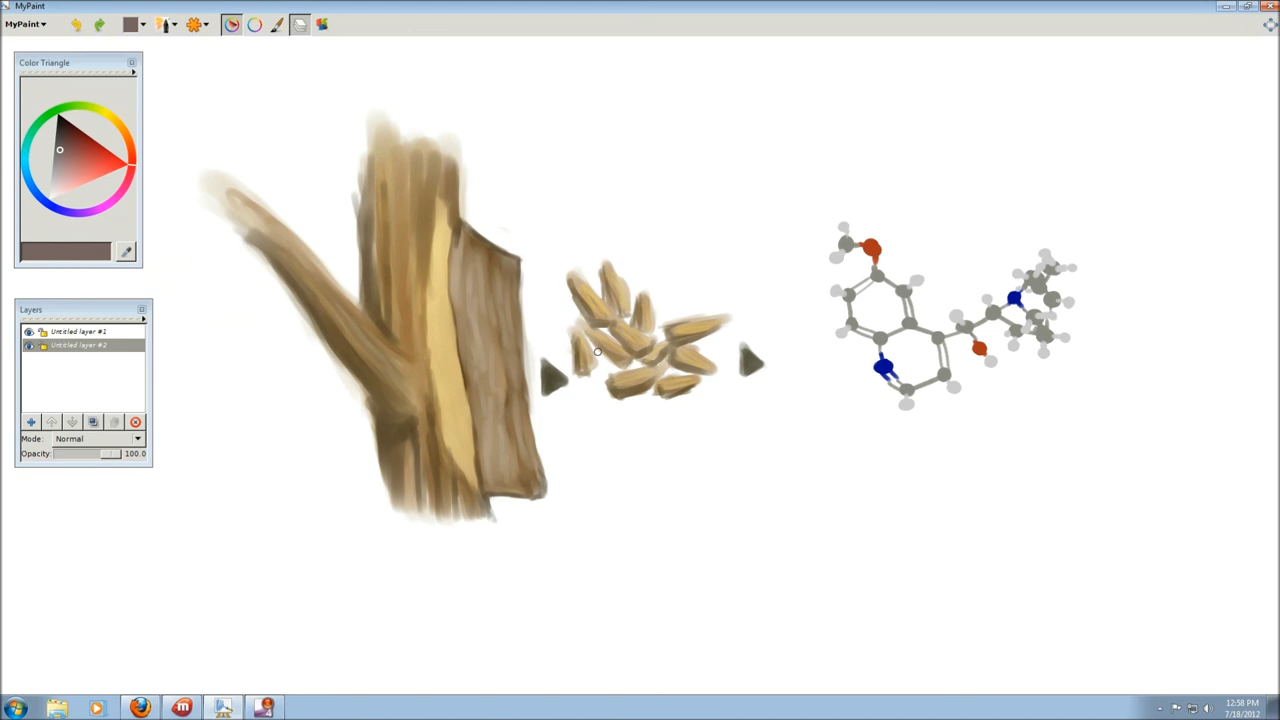 MyPaint
MyPaint
Color Triangle
Layers
Untitled layer #1
Untitled layer #2
Mode: Normal
Opacity: 100.0
12:58 PM
7/18/2012